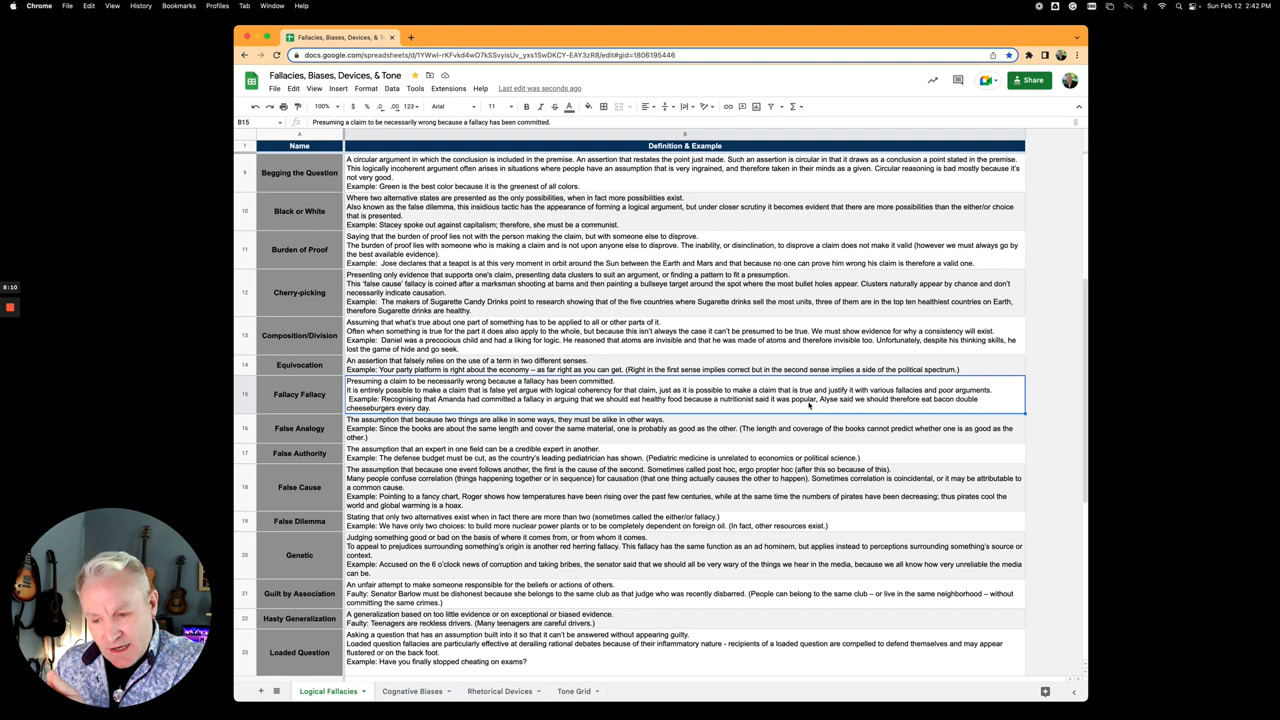 Chrome File Edit View History Bookmarks Profiles Tab Window Help Sun Feb 12 2:42 PM
Fallacies, Biases, Devices, & To
docs.google.com/spreadsheets/d/1YWwI-rKFvkd4wO7kSSvyisUv_yxs1SwDKCY-EAY3zR8/edit#gid=1806195446
Fallacies, Biases, Devices, & Tone
File Edit View Insert Format Data Tools Extensions Help Last edit was seconds ago
Share
100% $ % .0 .00 123 Arial 11 B I S A
B15 fx Presuming a claim to be necessarily wrong because a fallacy has been committed.
A B
1 Name Definition & Example
9 Begging the Question
A circular argument in which the conclusion is included in the premise. An assertion that restates the point just made. Such an assertion is circular in that it draws as a conclusion a point stated in the premise.
This logically incoherent argument often arises in situations where people have an assumption that is very ingrained, and therefore taken in their minds as a given. Circular reasoning is bad mostly because it's
not very good.
Example: Green is the best color because it is the greenest of all colors.
10 Black or White
Where two alternative states are presented as the only possibilities, when in fact more possibilities exist.
Also known as the false dilemma, this insidious tactic has the appearance of forming a logical argument, but under closer scrutiny it becomes evident that there are more possibilities than the either/or choice
that is presented.
Example: Stacey spoke out against capitalism; therefore, she must be a communist.
11 Burden of Proof
Saying that the burden of proof lies not with the person making the claim, but with someone else to disprove.
The burden of proof lies with someone who is making a claim and is not upon anyone else to disprove. The inability, or disinclination, to disprove a claim does not make it valid (however we must always go by
the best available evidence).
Example: Jose declares that a teapot is at this very moment in orbit around the Sun between the Earth and Mars and that because no one can prove him wrong his claim is therefore a valid one.
12 Cherry-picking
Presenting only evidence that supports one's claim, presenting data clusters to suit an argument, or finding a pattern to fit a presumption.
This 'false cause' fallacy is coined after a marksman shooting at barns and then painting a bullseye target around the spot where the most bullet holes appear. Clusters naturally appear by chance and don't
necessarily indicate causation.
Example: The makers of Sugarette Candy Drinks point to research showing that of the five countries where Sugarette drinks sell the most units, three of them are in the top ten healthiest countries on Earth,
therefore Sugarette drinks are healthy.
13 Composition/Division
Assuming that what's true about one part of something has to be applied to all or other parts of it.
Often when something is true for the part it does also apply to the whole, but because this isn't always the case it can't be presumed to be true. We must show evidence for why a consistency will exist.
Example: Daniel was a precocious child and had a liking for logic. He reasoned that atoms are invisible and that he was made of atoms and therefore invisible too. Unfortunately, despite his thinking skills, he
lost the game of hide and go seek.
14 Equivocation
An assertion that falsely relies on the use of a term in two different senses.
Example: Your party platform is right about the economy – as far right as you can get. (Right in the first sense implies correct but in the second sense implies a side of the political spectrum.)
15 Fallacy Fallacy
Presuming a claim to be necessarily wrong because a fallacy has been committed.
It is entirely possible to make a claim that is false yet argue with logical coherency for that claim, just as it is possible to make a claim that is true and justify it with various fallacies and poor arguments.
Example: Recognising that Amanda had committed a fallacy in arguing that we should eat healthy food because a nutritionist said it was popular, Alyse said we should therefore eat bacon double
cheeseburgers every day.
16 False Analogy
The assumption that because two things are alike in some ways, they must be alike in other ways.
Example: Since the books are about the same length and cover the same material, one is probably as good as the other. (The length and coverage of the books cannot predict whether one is as good as the
other.)
17 False Authority
The assumption that an expert in one field can be a credible expert in another.
Example: The defense budget must be cut, as the country's leading pediatrician has shown. (Pediatric medicine is unrelated to economics or political science.)
18 False Cause
The assumption that because one event follows another, the first is the cause of the second. Sometimes called post hoc, ergo propter hoc (after this so because of this).
Many people confuse correlation (things happening together or in sequence) for causation (that one thing actually causes the other to happen). Sometimes correlation is coincidental, or it may be attributable to
a common cause.
Example: Pointing to a fancy chart, Roger shows how temperatures have been rising over the past few centuries, while at the same time the numbers of pirates have been decreasing; thus pirates cool the
world and global warming is a hoax.
19 False Dilemma
Stating that only two alternatives exist when in fact there are more than two (sometimes called the either/or fallacy.)
Example: We have only two choices: to build more nuclear power plants or to be completely dependent on foreign oil. (In fact, other resources exist.)
20 Genetic
Judging something good or bad on the basis of where it comes from, or from whom it comes.
To appeal to prejudices surrounding something's origin is another red herring fallacy. This fallacy has the same function as an ad hominem, but applies instead to perceptions surrounding something's source or
context.
Example: Accused on the 6 o'clock news of corruption and taking bribes, the senator said that we should all be very wary of the things we hear in the media, because we all know how very unreliable the media
can be.
21 Guilt by Association
An unfair attempt to make someone responsible for the beliefs or actions of others.
Faulty: Senator Barlow must be dishonest because she belongs to the same club as that judge who was recently disbarred. (People can belong to the same club – or live in the same neighborhood – without
committing the same crimes.)
22 Hasty Generalization
A generalization based on too little evidence or on exceptional or biased evidence.
Faulty: Teenagers are reckless drivers. (Many teenagers are careful drivers.)
23 Loaded Question
Asking a question that has an assumption built into it so that it can't be answered without appearing guilty.
Loaded question fallacies are particularly effective at derailing rational debates because of their inflammatory nature - recipients of a loaded question are compelled to defend themselves and may appear
flustered or on the back foot.
Example: Have you finally stopped cheating on exams?
Logical Fallacies Cognitive Biases Rhetorical Devices Tone Grid
8:10